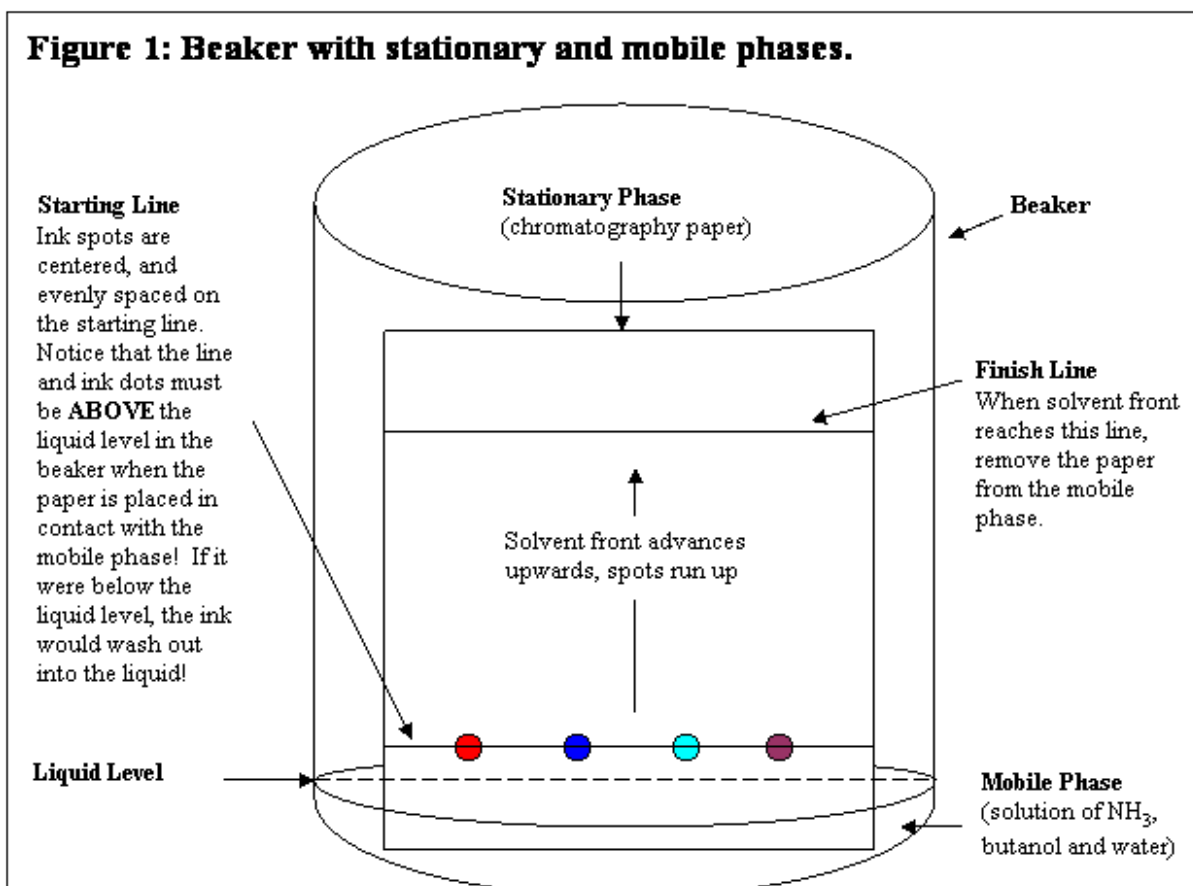 Figure 1: Beaker with stationary and mobile phases.
Starting Line
Ink spots are
centered, and
evenly spaced on
the starting line.
Notice that the line
and ink dots must
be ABOVE the
liquid level in the
beaker when the
paper is placed in
contact with the
mobile phase! If it
were below the
liquid level, the ink
would wash out
into the liquid!
Stationary Phase
(chromatography paper)
Beaker
Finish Line
When solvent front
reaches this line,
remove the paper
from the mobile
phase.
Solvent front advances
upwards, spots run up
Liquid Level
Mobile Phase
(solution of NH₃,
butanol and water)